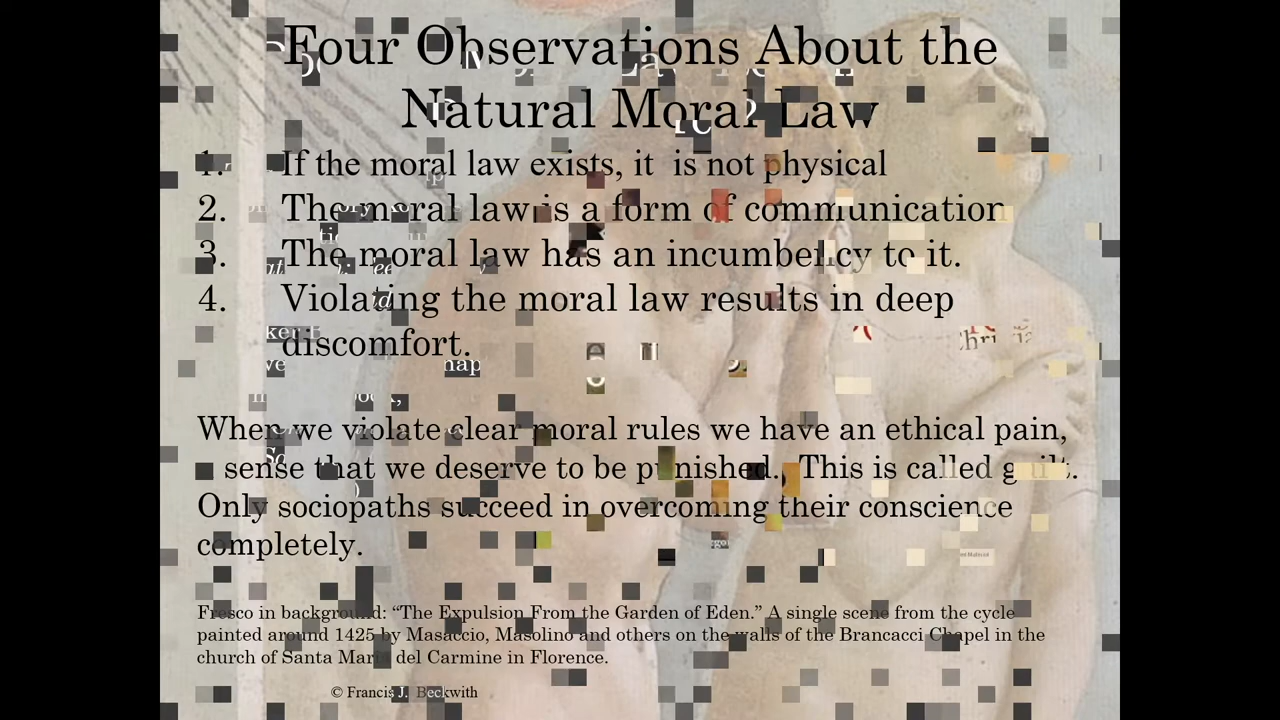 Four Observations About the
Natural Moral Law
1. If the moral law exists, it is not physical
2. The moral law is a form of communication
3. The moral law has an incumbency to it.
4. Violating the moral law results in deep
discomfort.
When we violate clear moral rules we have an ethical pain,
sense that we deserve to be punished. This is called guilt.
Only sociopaths succeed in overcoming their conscience
completely.
Fresco in background: “The Expulsion From the Garden of Eden.” A single scene from the cycle
painted around 1425 by Masaccio, Masolino and others on the walls of the Brancacci Chapel in the
church of Santa Maria del Carmine in Florence.
© Francis J. Beckwith